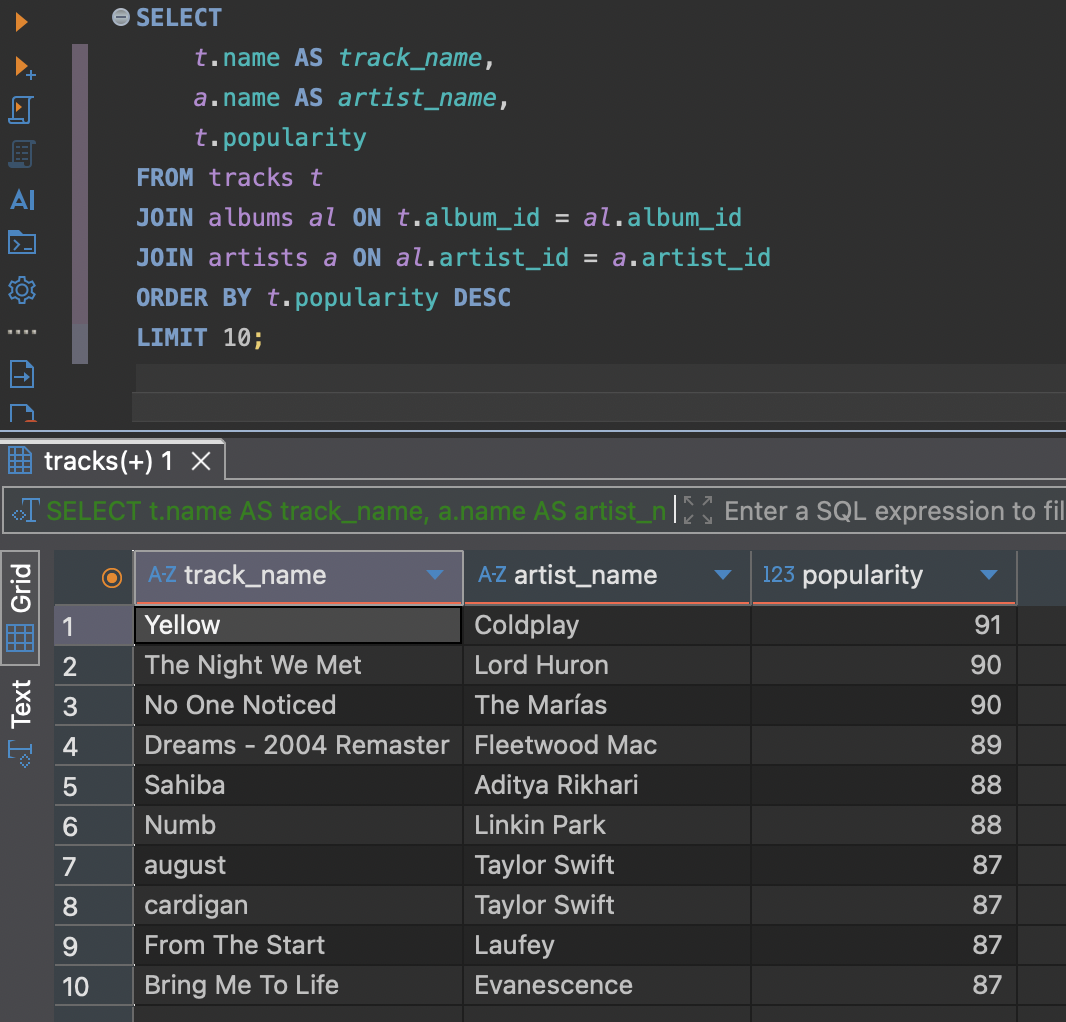 SELECT
t.name AS track_name,
a.name AS artist_name,
t.popularity
FROM tracks t
JOIN albums al ON t.album_id = al.album_id
JOIN artists a ON al.artist_id = a.artist_id
ORDER BY t.popularity DESC
LIMIT 10;
AI
tracks(+) 1
SELECT t.name AS track_name, a.name AS artist_n
Enter a SQL expression to fil
Grid
Text
A-Z track_name A-Z artist_name 123 popularity
1 Yellow Coldplay 91
2 The Night We Met Lord Huron 90
3 No One Noticed The Marías 90
4 Dreams - 2004 Remaster Fleetwood Mac 89
5 Sahiba Aditya Rikhari 88
6 Numb Linkin Park 88
7 august Taylor Swift 87
8 cardigan Taylor Swift 87
9 From The Start Laufey 87
10 Bring Me To Life Evanescence 87